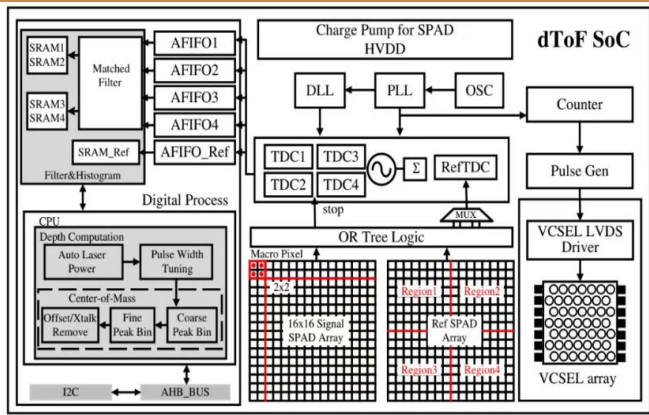 SRAM1
SRAM2
SRAM3
SRAM4
Matched
Filter
AFIFO1
AFIFO2
AFIFO3
AFIFO4
SRAM_Ref
AFIFO_Ref
Filter&Histogram
Digital Process
CPU
Depth Computation
Auto Laser
Power
Pulse Width
Tuning
Center-of-Mass
Offset/Xtalk
Remove
Fine
Peak Bin
Coarse
Peak Bin
I2C
AHB_BUS
Charge Pump for SPAD
HVDD
dToF SoC
DLL
PLL
OSC
TDC1
TDC3
TDC2
TDC4
Σ
RefTDC
stop
MUX
OR Tree Logic
Macro Pixel
2x2
16x16 Signal
SPAD Array
Region1
Region2
Ref SPAD
Array
Region3
Region4
Counter
Pulse Gen
VCSEL LVDS
Driver
VCSEL array